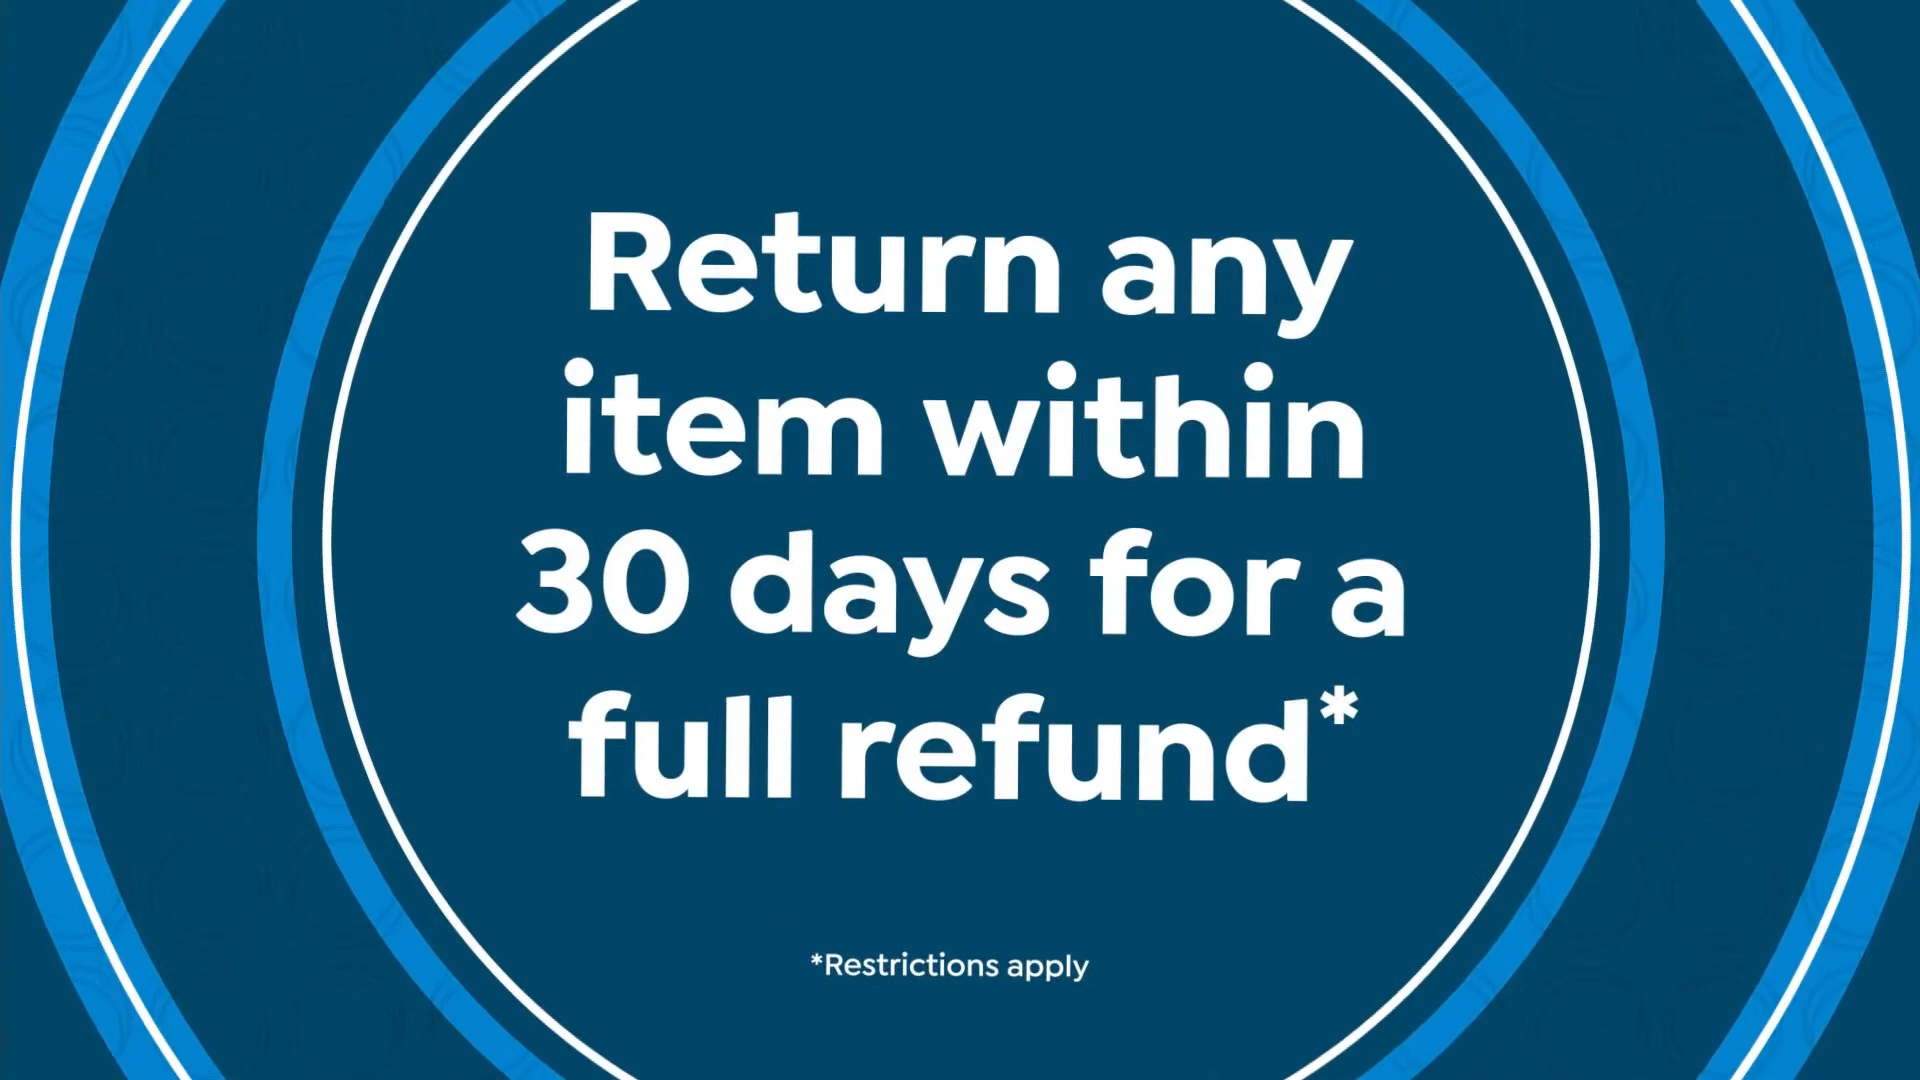 Return any
item within
30 days for a
full refund*
*Restrictions apply